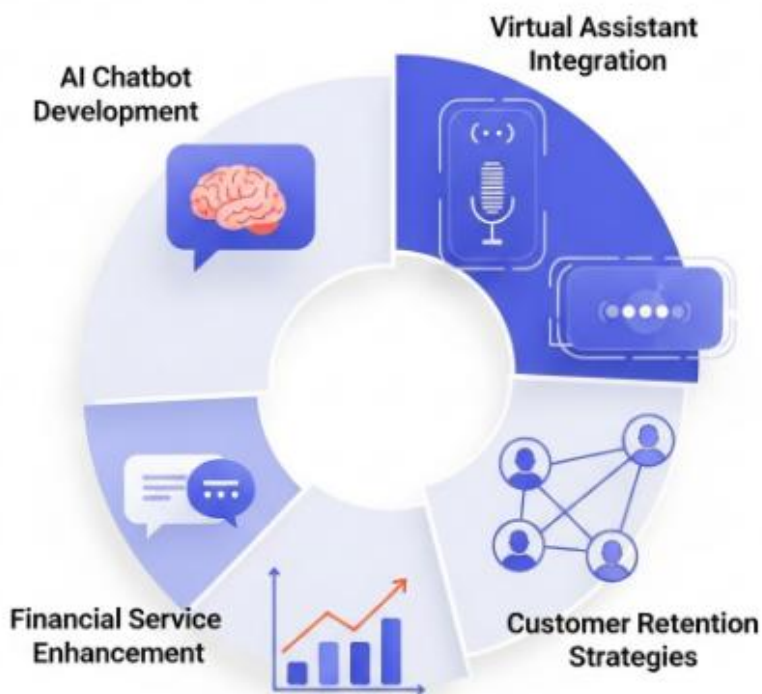 Virtual Assistant
Integration
AI Chatbot
Development
Financial Service
Enhancement
Customer Retention
Strategies